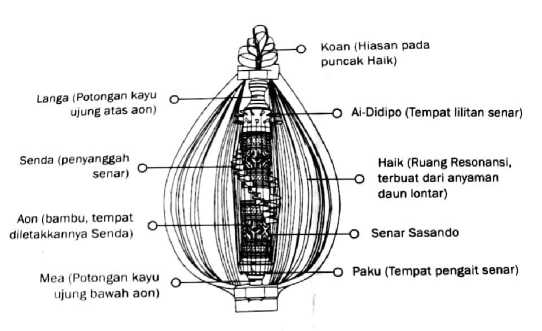 Koan (Hiasan pada
puncak Haik)
Langa (Potongan kayu
ujung atas aon)
Ai-Didipo (Tempat lilitan senar)
Senda (penyanggah
senar)
Haik (Ruang Resonansi,
terbuat dari anyaman
daun lontar)
Aon (bambu, tempat
diletakkannya Senda)
Senar Sasando
Mea (Potongan kayu
ujung bawah aon)
Paku (Tempat pengait senar)